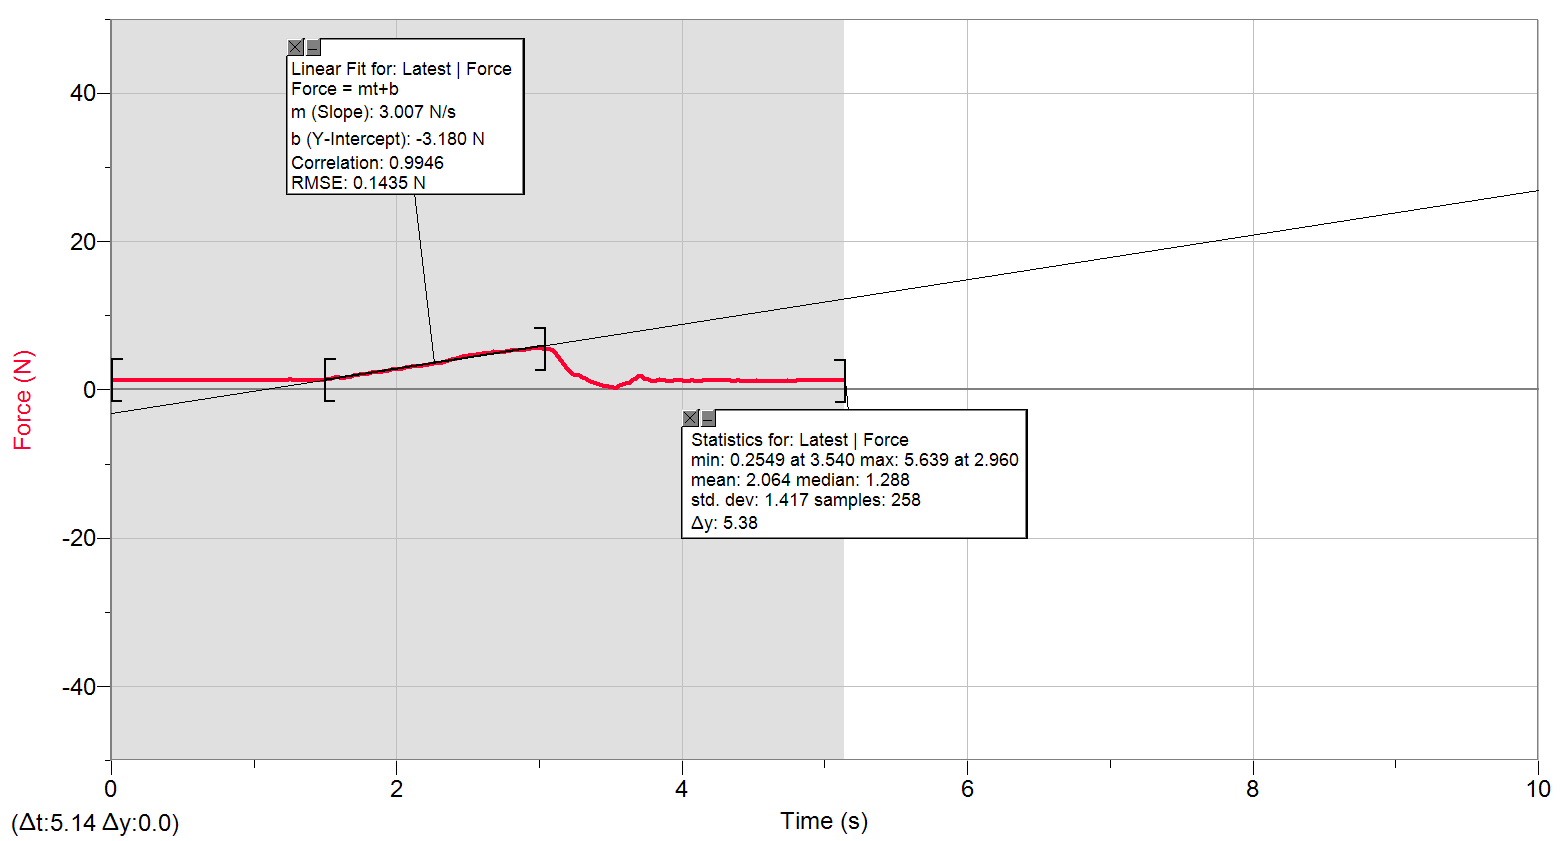 Linear Fit for: Latest | Force
Force = mt+b
m (Slope): 3.007 N/s
b (Y-Intercept): -3.180 N
Correlation: 0.9946
RMSE: 0.1435 N
40
20
0
-20
-40
Force (N)
Statistics for: Latest | Force
min: 0.2549 at 3.540 max: 5.639 at 2.960
mean: 2.064 median: 1.288
std. dev: 1.417 samples: 258
Δy: 5.38
0 2 4 6 8 10
(Δt:5.14 Δy:0.0)
Time (s)